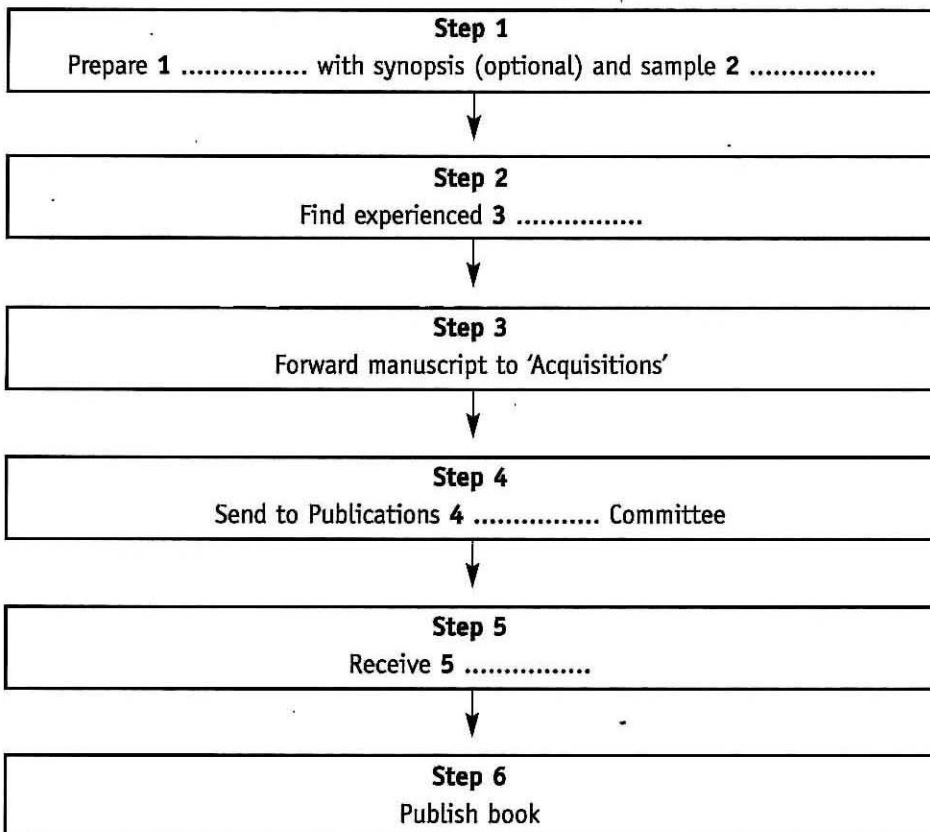 Step 1
Prepare 1 ................ with synopsis (optional) and sample 2 ................
Step 2
Find experienced 3 ................
Step 3
Forward manuscript to 'Acquisitions'
Step 4
Send to Publications 4 ................ Committee
Step 5
Receive 5 ................
Step 6
Publish book